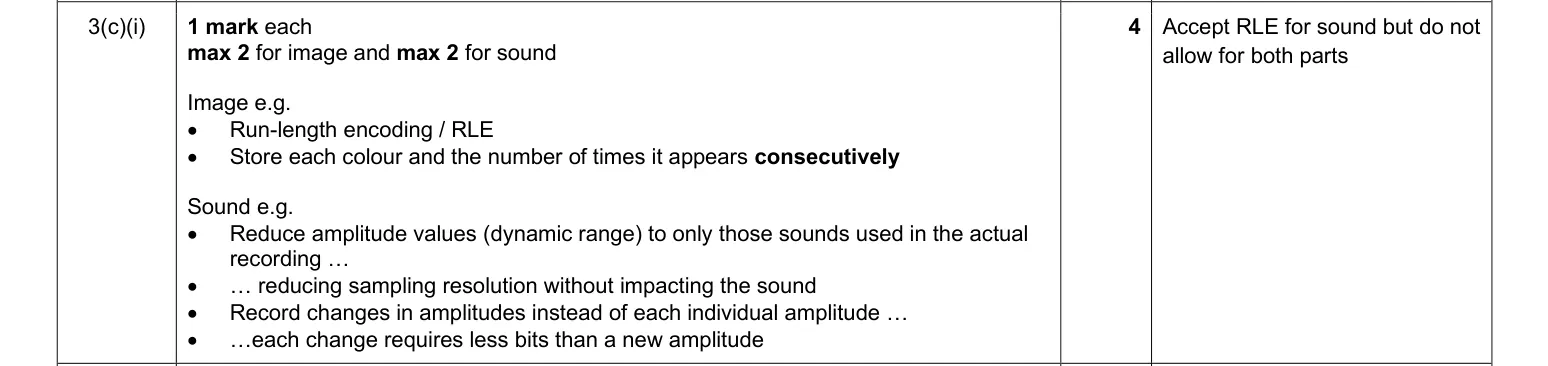 3(c)(i)
1 mark each
max 2 for image and max 2 for sound
Image e.g.
• Run-length encoding / RLE
• Store each colour and the number of times it appears consecutively
Sound e.g.
• Reduce amplitude values (dynamic range) to only those sounds used in the actual
recording …
• … reducing sampling resolution without impacting the sound
• Record changes in amplitudes instead of each individual amplitude …
• …each change requires less bits than a new amplitude
4
Accept RLE for sound but do not
allow for both parts